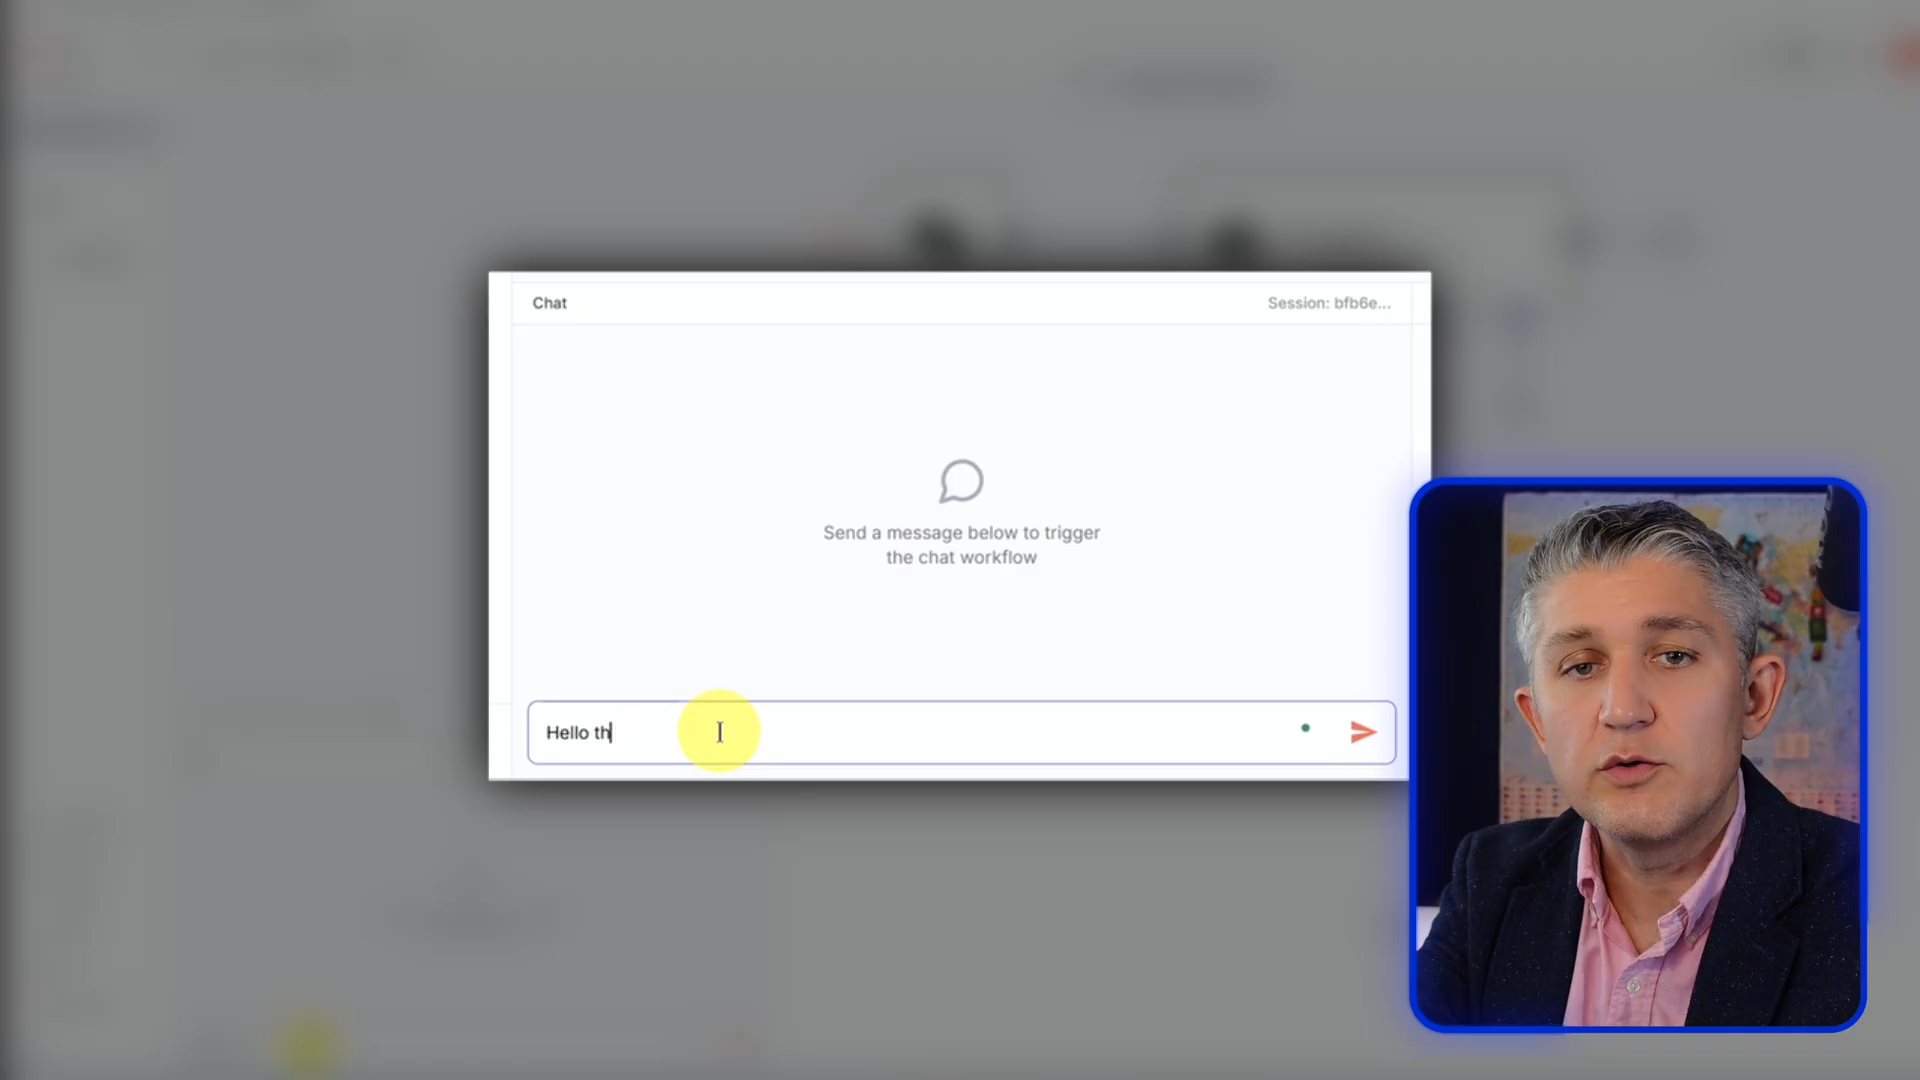 Chat
Session: bfb6e...
Send a message below to trigger
the chat workflow
Hello th